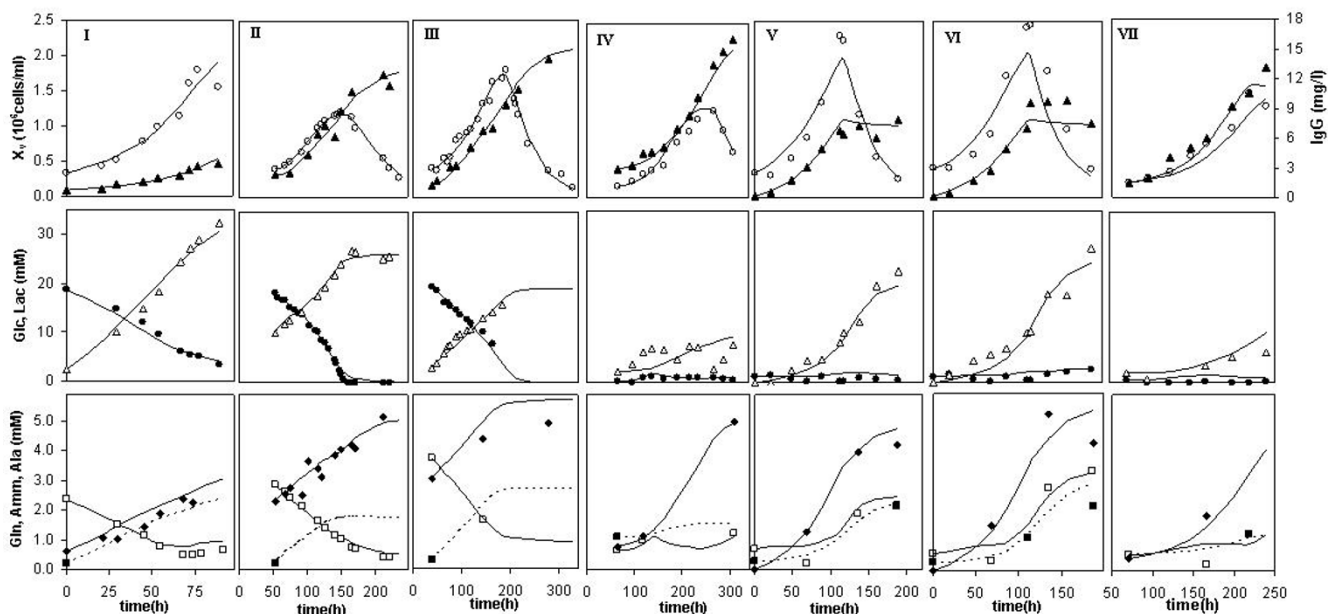 I II III IV V VI VII
Xv (10⁶cells/ml)
2.5
2.0
1.5
1.0
0.5
0.0
IgG (mg/l)
18
15
12
9
6
3
0
Glc, Lac (mM)
30
20
10
0
Gln, Amm, Ala (mM)
5.0
4.0
3.0
2.0
1.0
0.0
0 25 50 75
time(h)
0 50 100 150 200
time(h)
0 100 200 300
time(h)
0 100 200 300
time(h)
0 50 100 150 200
time(h)
0 50 100 150 200
time(h)
50 100 150 200 250
time(h)